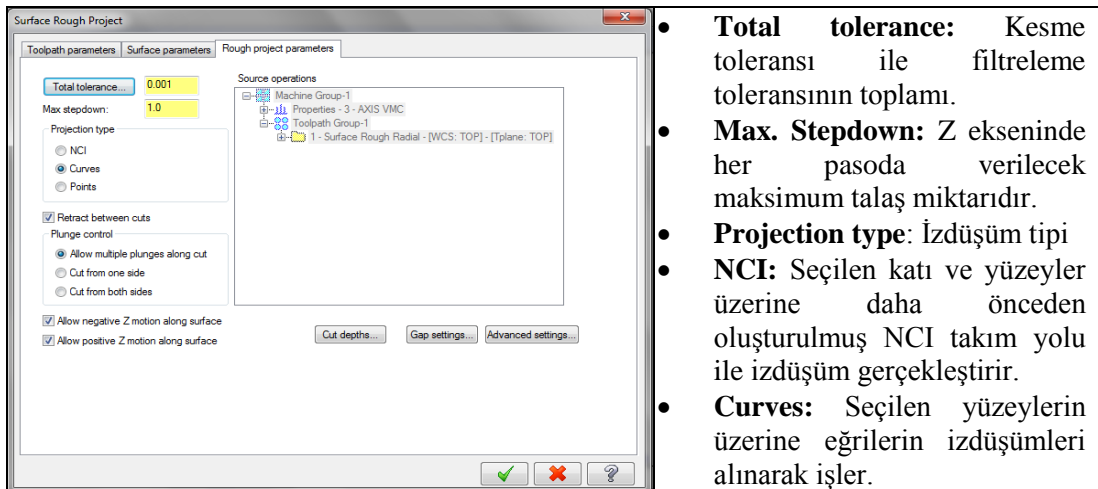 Surface Rough Project
Toolpath parameters Surface parameters Rough project parameters
Total tolerance... 0.001
Max stepdown: 1.0
Projection type
NCI
Curves
Points
Retract between cuts
Plunge control
Allow multiple plunges along cut
Cut from one side
Cut from both sides
Allow negative Z motion along surface
Allow positive Z motion along surface
Source operations
Machine Group-1
Properties - 3 - AXIS VMC
Toolpath Group-1
1 - Surface Rough Radial - [WCS: TOP] - [Tplane: TOP]
Cut depths... Gap settings... Advanced settings...
• Total tolerance: Kesme
toleransı ile filtreleme
toleransının toplamı.
• Max. Stepdown: Z ekseninde
her pasoda verilecek
maksimum talaş miktarıdır.
• Projection type: İzdüşüm tipi
• NCI: Seçilen katı ve yüzeyler
üzerine daha önceden
oluşturulmuş NCI takım yolu
ile izdüşüm gerçekleştirir.
• Curves: Seçilen yüzeylerin
üzerine eğrilerin izdüşümleri
alınarak işler.